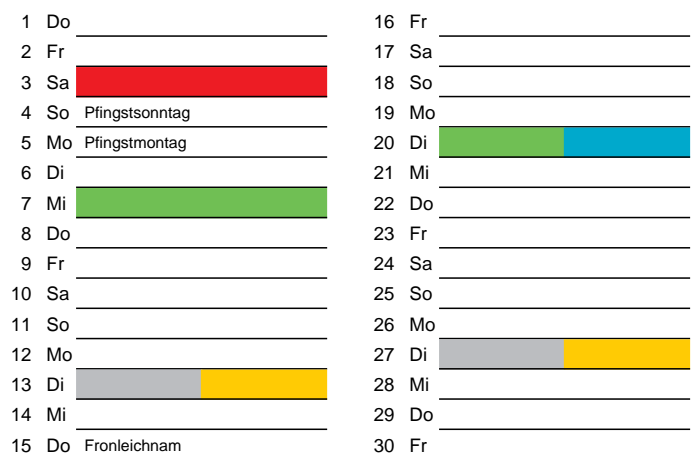 1 Do
2 Fr
3 Sa
4 So Pfingstsonntag
5 Mo Pfingstmontag
6 Di
7 Mi
8 Do
9 Fr
10 Sa
11 So
12 Mo
13 Di
14 Mi
15 Do Fronleichnam
16 Fr
17 Sa
18 So
19 Mo
20 Di
21 Mi
22 Do
23 Fr
24 Sa
25 So
26 Mo
27 Di
28 Mi
29 Do
30 Fr